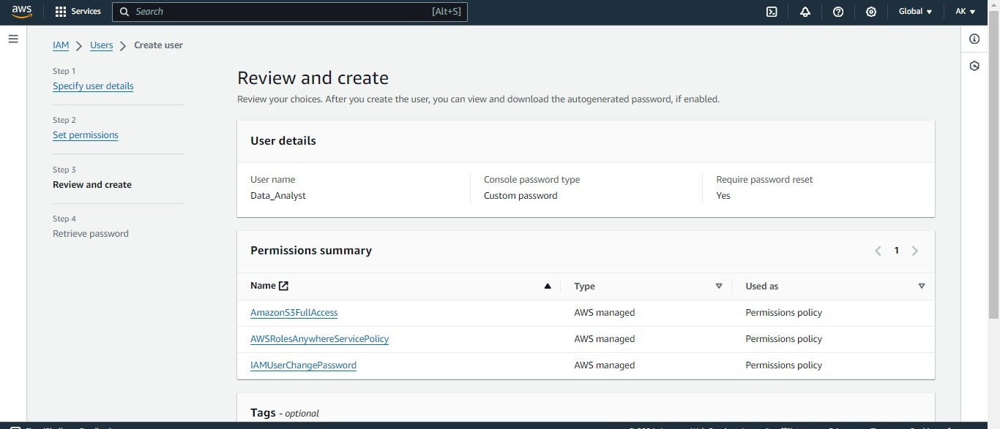 aws
Services
Search
[Alt+S]
Global
AK
IAM
Users
Create user
Step 1
Specify user details
Step 2
Set permissions
Step 3
Review and create
Step 4
Retrieve password
Review and create
Review your choices. After you create the user, you can view and download the autogenerated password, if enabled.
User details
User name
Console password type
Require password reset
Data_Analyst
Custom password
Yes
Permissions summary
1
Name
Type
Used as
AmazonS3FullAccess
AWS managed
Permissions policy
AWSRolesAnywhereServicePolicy
AWS managed
Permissions policy
IAMUserChangePassword
AWS managed
Permissions policy
Tags - optional